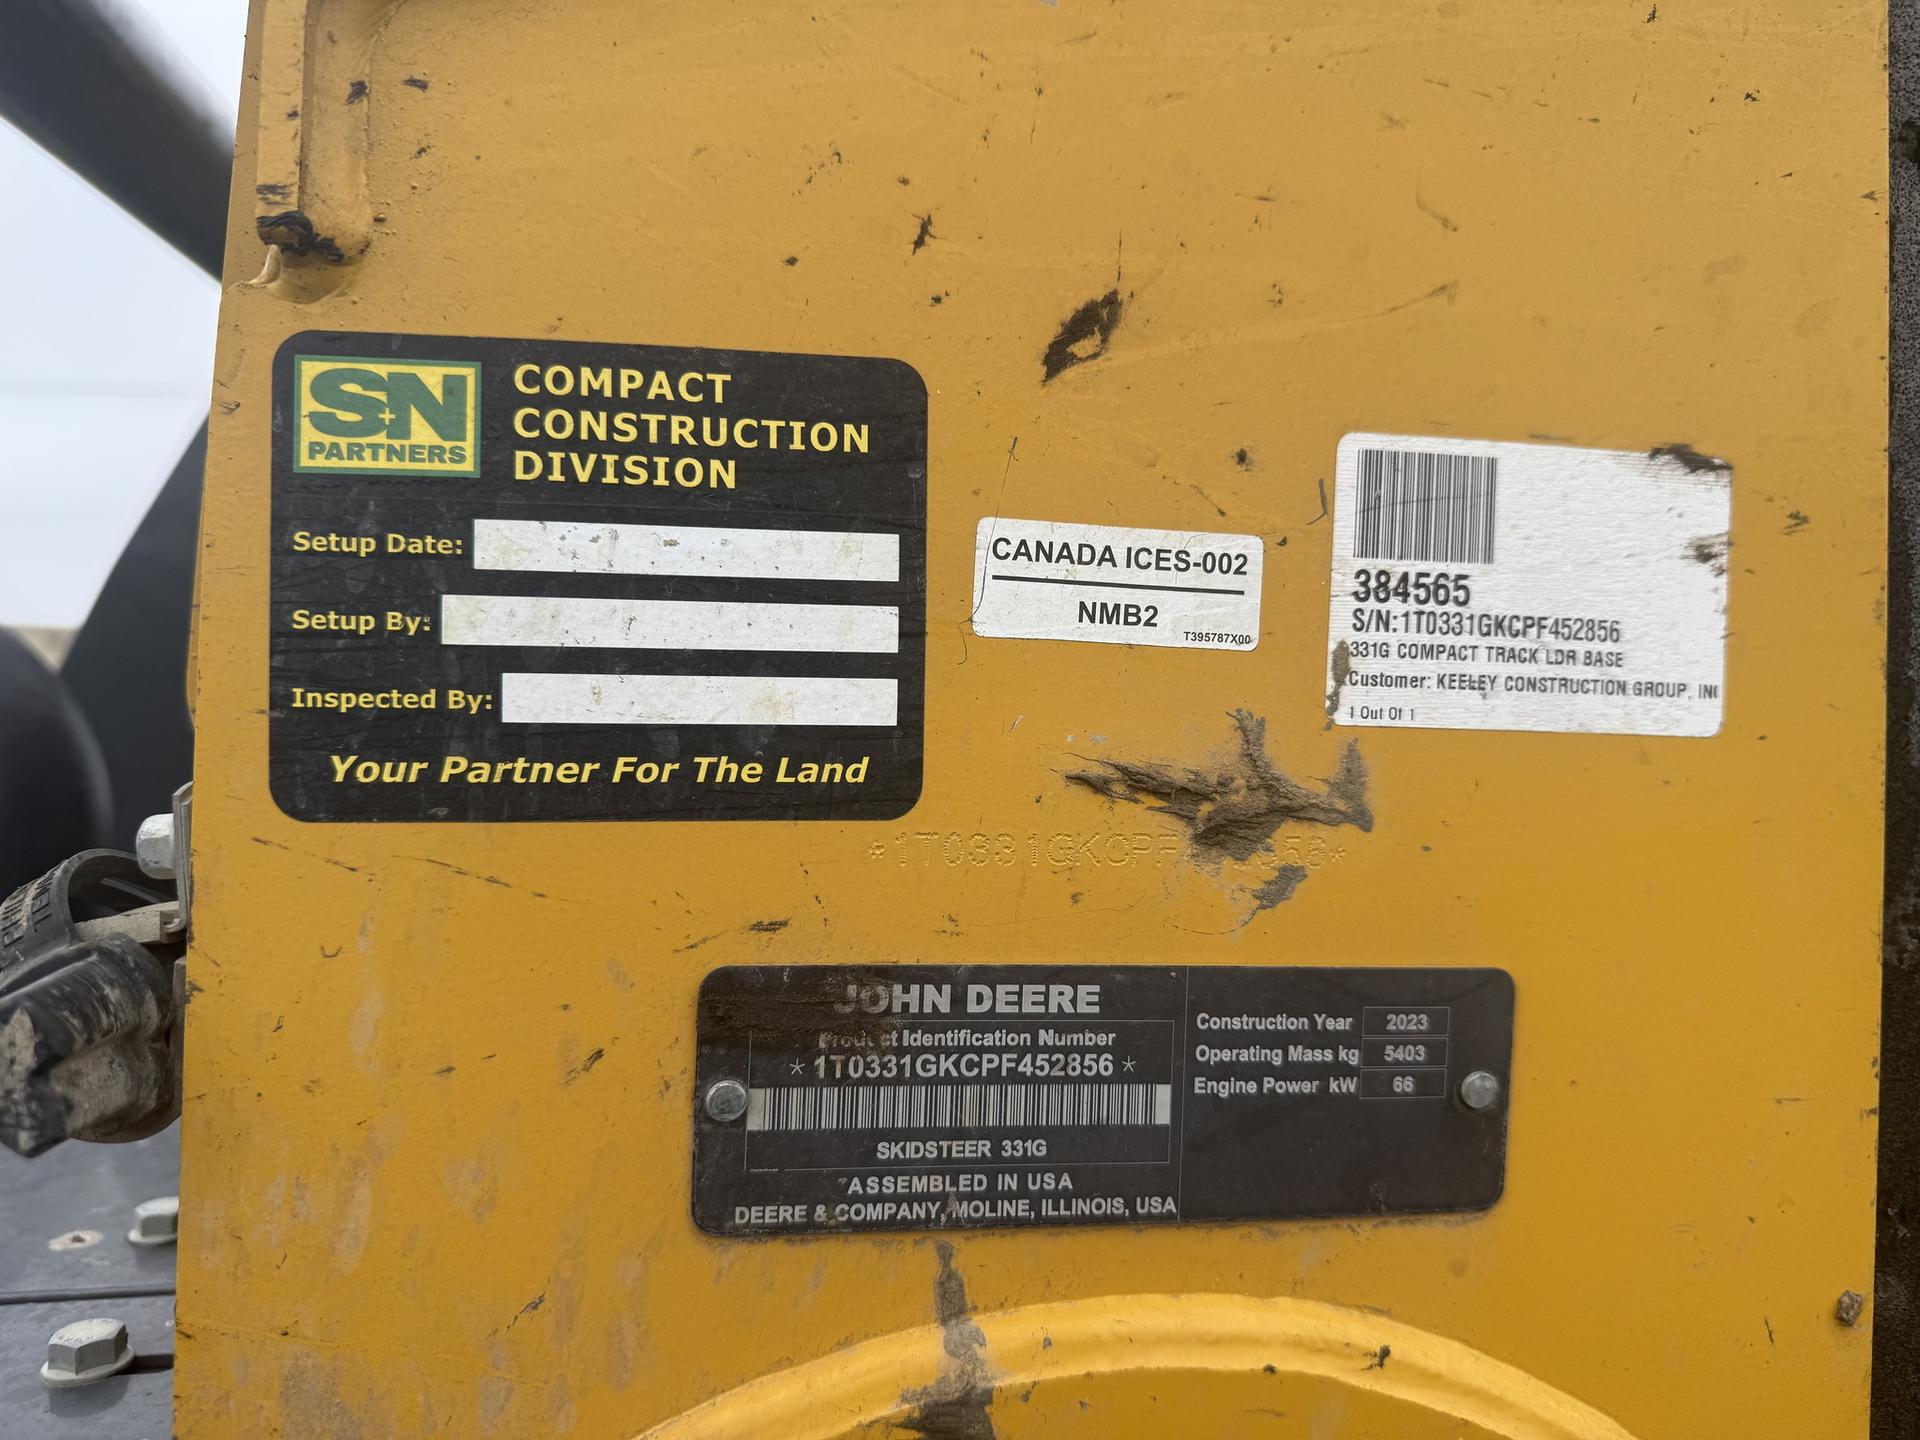 S+N
PARTNERS
COMPACT
CONSTRUCTION
DIVISION
Setup Date:
Setup By:
Inspected By:
Your Partner For The Land
CANADA ICES-002
NMB2
T395787X00
384565
S/N:1T0331GKCPF452856
331G COMPACT TRACK LDR BASE
Customer: KEELEY CONSTRUCTION GROUP, INC
1 Out Of 1
*1T0331GKCPF
JOHN DEERE
Product Identification Number
*1T0331GKCPF452856*
SKIDSTEER 331G
ASSEMBLED IN USA
DEERE & COMPANY, MOLINE, ILLINOIS, USA
Construction Year 2023
Operating Mass kg 5403
Engine Power kW 66